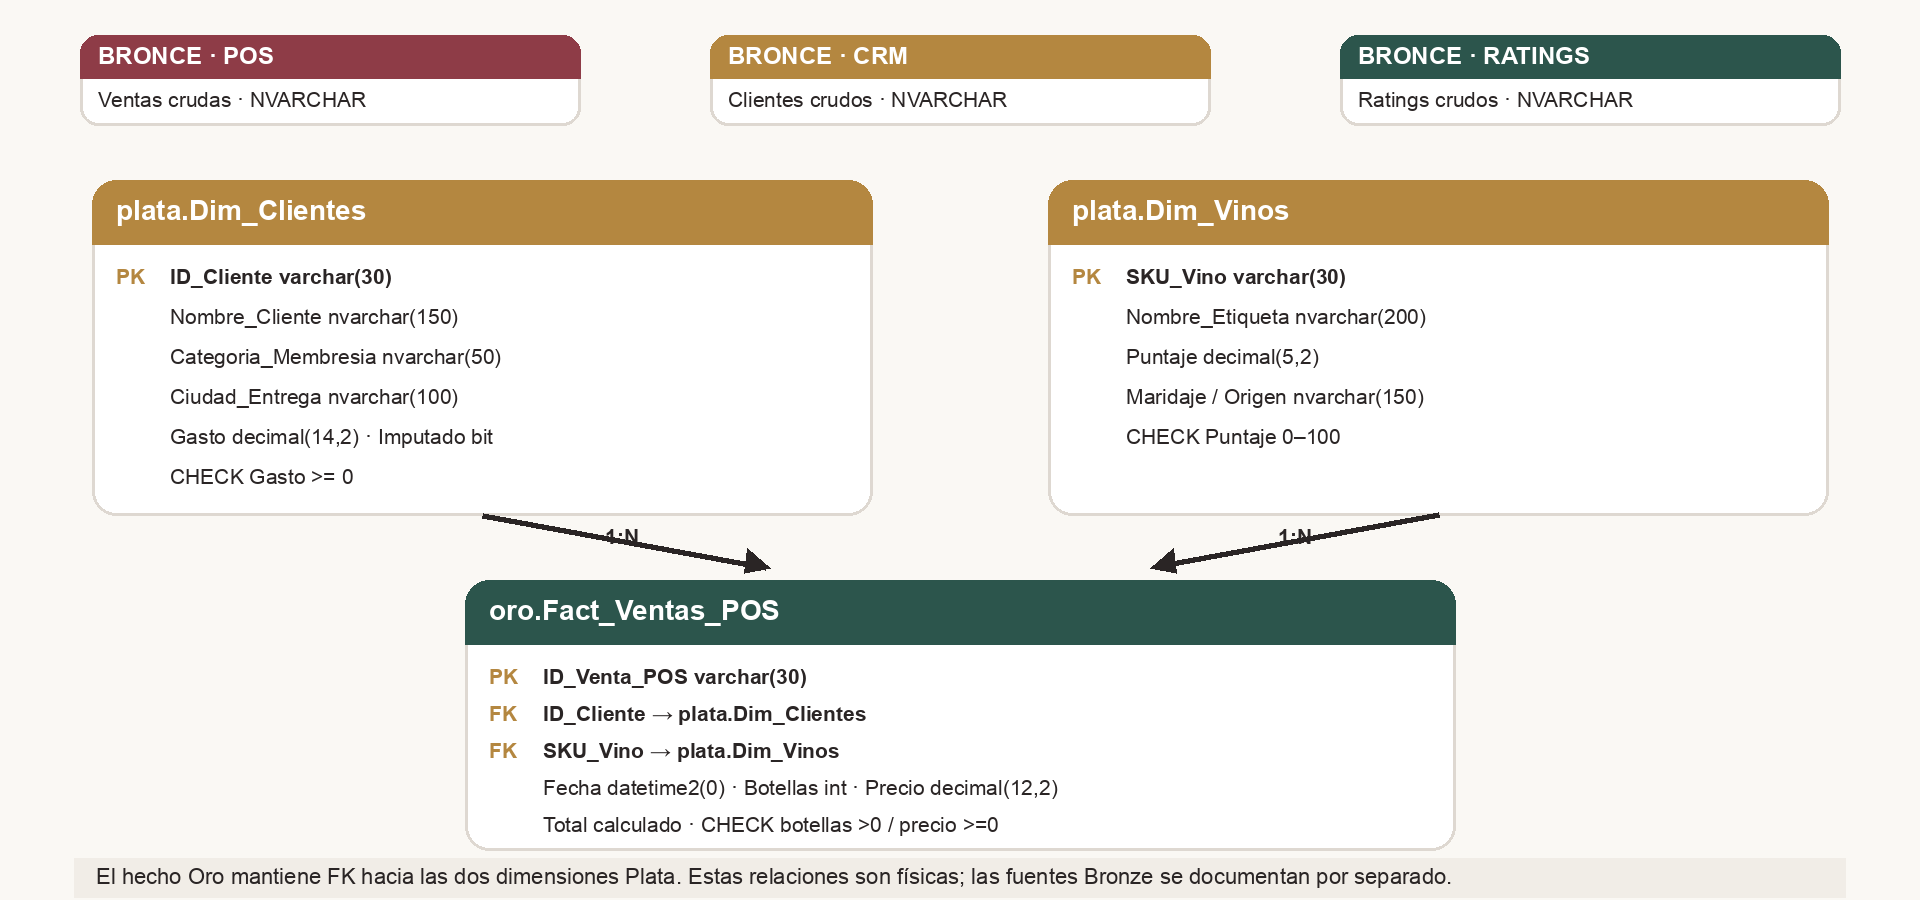 BRONCE · POS
Ventas crudas · NVARCHAR
BRONCE · CRM
Clientes crudos · NVARCHAR
BRONCE · RATINGS
Ratings crudos · NVARCHAR
plata.Dim_Clientes
PK ID_Cliente varchar(30)
Nombre_Cliente nvarchar(150)
Categoria_Membresia nvarchar(50)
Ciudad_Entrega nvarchar(100)
Gasto decimal(14,2) · Imputado bit
CHECK Gasto >= 0
plata.Dim_Vinos
PK SKU_Vino varchar(30)
Nombre_Etiqueta nvarchar(200)
Puntaje decimal(5,2)
Maridaje / Origen nvarchar(150)
CHECK Puntaje 0–100
1:N
1:N
oro.Fact_Ventas_POS
PK ID_Venta_POS varchar(30)
FK ID_Cliente → plata.Dim_Clientes
FK SKU_Vino → plata.Dim_Vinos
Fecha datetime2(0) · Botellas int · Precio decimal(12,2)
Total calculado · CHECK botellas >0 / precio >=0
El hecho Oro mantiene FK hacia las dos dimensiones Plata. Estas relaciones son físicas; las fuentes Bronze se documentan por separado.